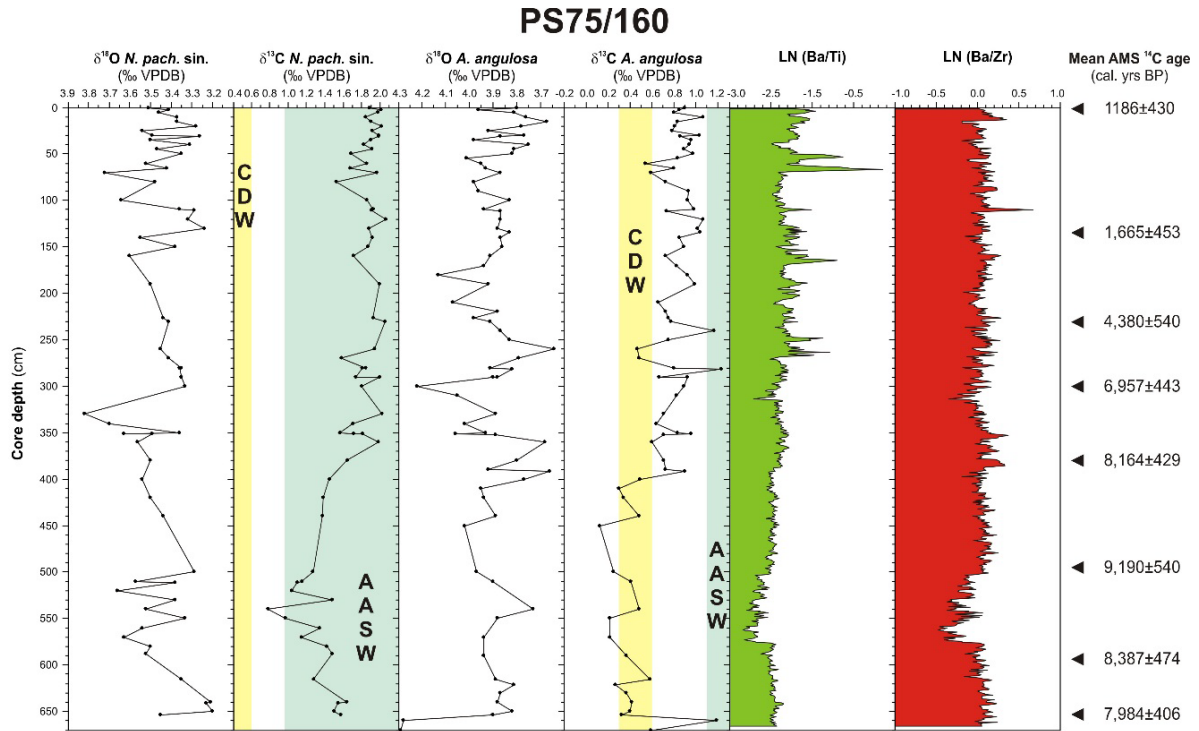 PS75/160
δ¹⁸O N. pach. sin.
(‰ VPDB)
δ¹³C N. pach. sin.
(‰ VPDB)
δ¹⁸O A. angulosa
(‰ VPDB)
δ¹³C A. angulosa
(‰ VPDB)
LN (Ba/Ti)
LN (Ba/Zr)
Mean AMS ¹⁴C age
(cal. yrs BP)
3.9 3.8 3.7 3.6 3.5 3.4 3.3 3.2
0.4 0.6 0.8 1.0 1.2 1.4 1.6 1.8 2.0
4.3 4.2 4.1 4.0 3.9 3.8 3.7
-0.2 0.0 0.2 0.4 0.6 0.8 1.0 1.2
-3.0 -2.5 -1.5 -0.5
-1.0 -0.5 0.0 0.5 1.0
Core depth (cm)
0
50
100
150
200
250
300
350
400
450
500
550
600
650
C
D
W
A
A
S
W
C
D
W
A
A
S
W
1186±430
1,665±453
4,380±540
6,957±443
8,164±429
9,190±540
8,387±474
7,984±406